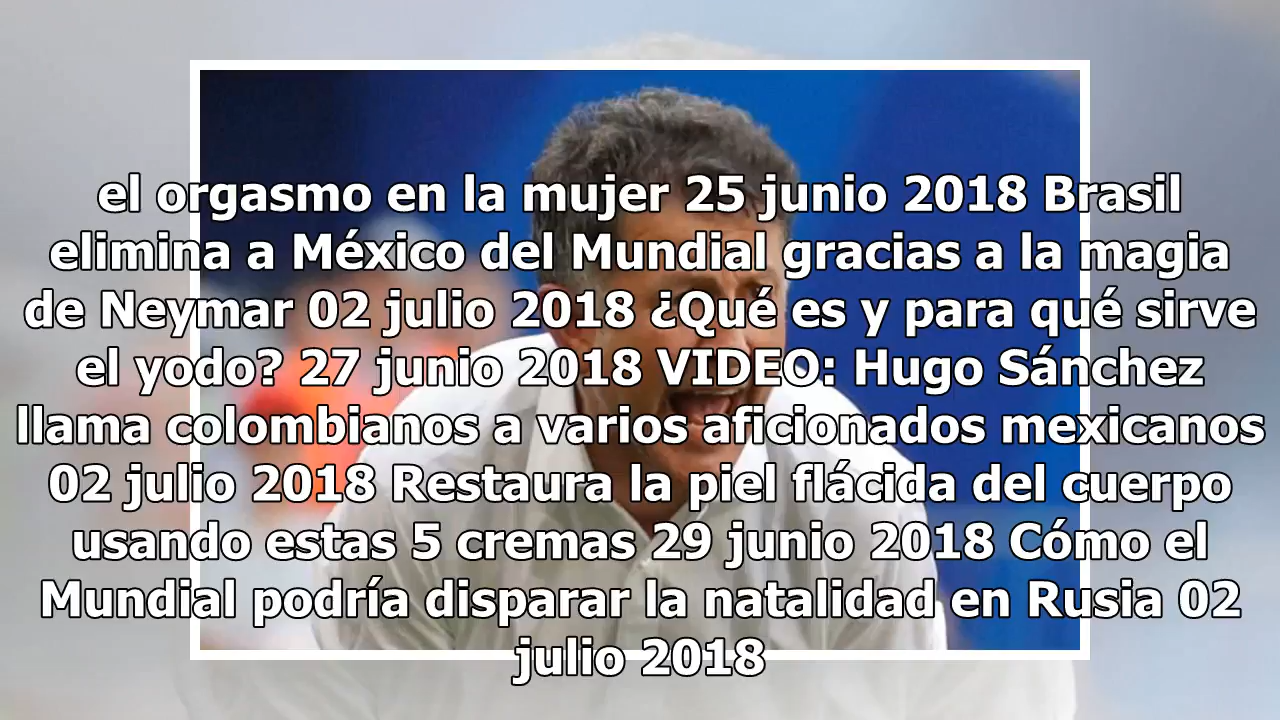 el orgasmo en la mujer 25 junio 2018 Brasil
elimina a México del Mundial gracias a la magia
de Neymar 02 julio 2018 ¿Qué es y para qué sirve
el yodo? 27 junio 2018 VIDEO: Hugo Sánchez
llama colombianos a varios aficionados mexicanos
02 julio 2018 Restaura la piel flácida del cuerpo
usando estas 5 cremas 29 junio 2018 Cómo el
Mundial podría disparar la natalidad en Rusia 02
julio 2018